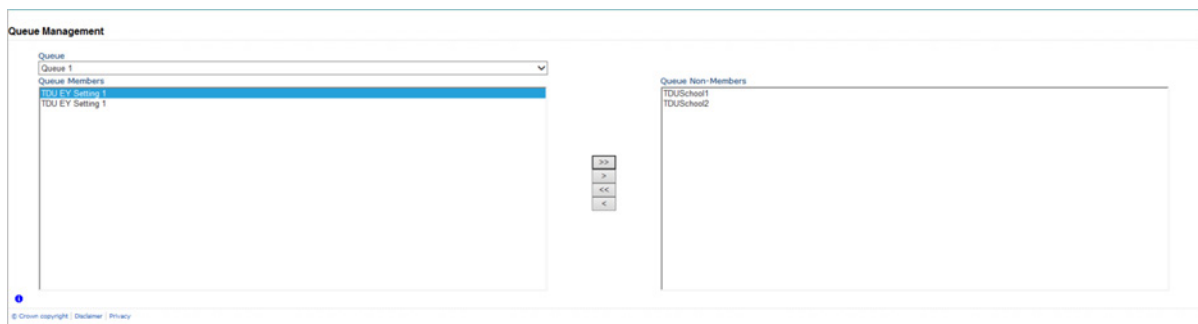 Queue Management
Queue
Queue 1
Queue Members
TDU EY Setting 1
TDU EY Setting 1
Queue Non-Members
TDUSchool1
TDUSchool2
>>
>
<<
<
© Crown copyright | Disclaimer | Privacy